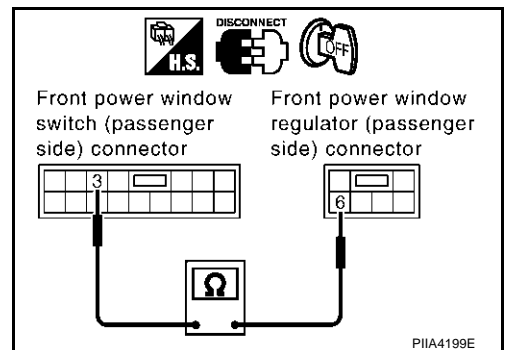 DISCONNECT
H.S.
OFF
Front power window
switch (passenger
side) connector
Front power window
regulator (passenger
side) connector
3
6
Ω
PIIA4199E